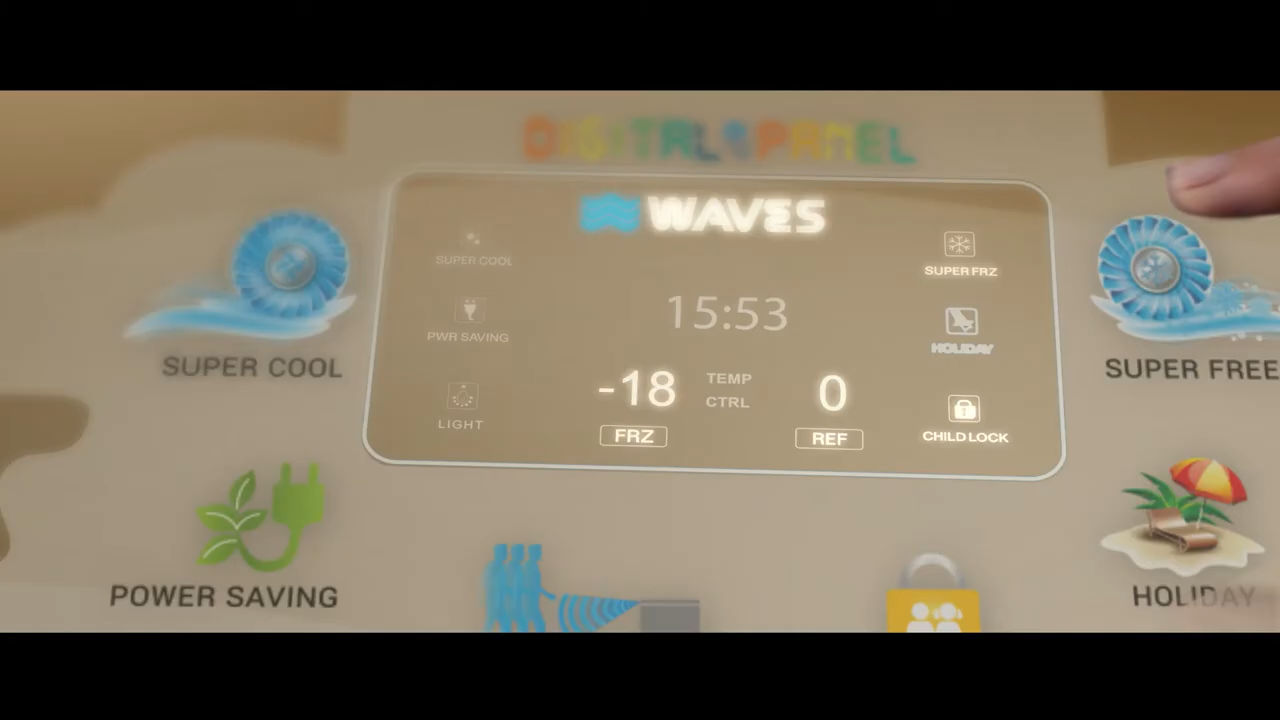 DIGITAL PANEL
WAVES
SUPER COOL
SUPER FRZ
15:53
PWR SAVING
HOLIDAY
-18
TEMP
CTRL
0
LIGHT
FRZ
REF
CHILD LOCK
SUPER COOL
SUPER FREE
POWER SAVING
HOLIDAY